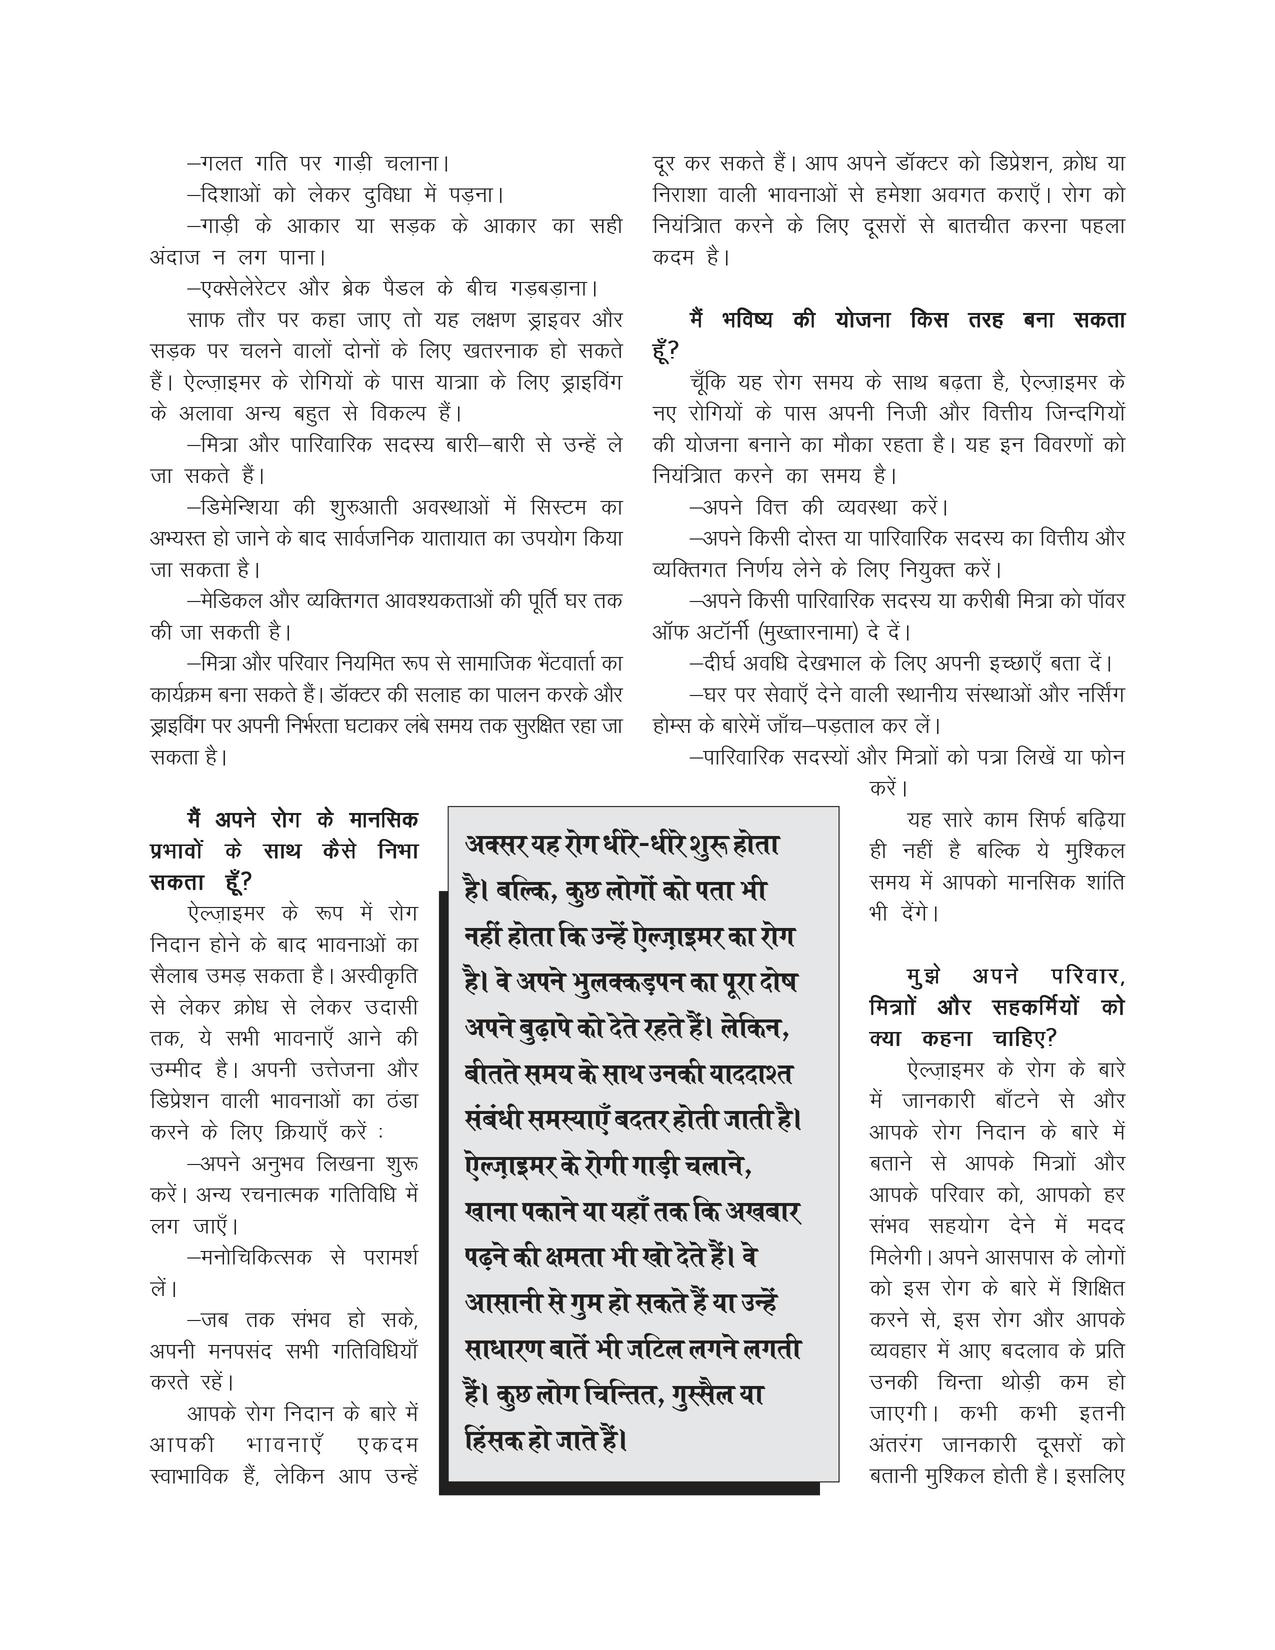 –गलत गति पर गाड़ी चलाना।
–दिशाओं को लेकर दुविधा में पड़ना।
–गाड़ी के आकार या सड़क के आकार का सही
अंदाज न लग पाना।
–एक्सेलेरेटर और ब्रेक पैडल के बीच गड़बड़ाना।
साफ तौर पर कहा जाए तो यह लक्षण ड्राइवर और
सड़क पर चलने वालों दोनों के लिए खतरनाक हो सकते
हैं। ऐल्ज़ाइमर के रोगियों के पास यात्राा के लिए ड्राइविंग
के अलावा अन्य बहुत से विकल्प हैं।
–मित्रा और पारिवारिक सदस्य बारी–बारी से उन्हें ले
जा सकते हैं।
–डिमेन्शिया की शुरुआती अवस्थाओं में सिस्टम का
अभ्यस्त हो जाने के बाद सार्वजनिक यातायात का उपयोग किया
जा सकता है।
–मेडिकल और व्यक्तिगत आवश्यकताओं की पूर्ति घर तक
की जा सकती है।
–मित्रा और परिवार नियमित रूप से सामाजिक भेंटवार्ता का
कार्यक्रम बना सकते हैं। डॉक्टर की सलाह का पालन करके और
ड्राइविंग पर अपनी निर्भरता घटाकर लंबे समय तक सुरक्षित रहा जा
सकता है।
मैं अपने रोग के मानसिक
प्रभावों के साथ कैसे निभा
सकता हूँ?
ऐल्ज़ाइमर के रूप में रोग
निदान होने के बाद भावनाओं का
सैलाब उमड़ सकता है। अस्वीकृति
से लेकर क्रोध से लेकर उदासी
तक, ये सभी भावनाएँ आने की
उम्मीद है। अपनी उत्तेजना और
डिप्रेशन वाली भावनाओं का ठंडा
करने के लिए क्रियाएँ करें :
–अपने अनुभव लिखना शुरू
करें। अन्य रचनात्मक गतिविधि में
लग जाएँ।
–मनोचिकित्सक से परामर्श
लें।
–जब तक संभव हो सके,
अपनी मनपसंद सभी गतिविधियाँ
करते रहें।
आपके रोग निदान के बारे में
आपकी भावनाएँ एकदम
स्वाभाविक हैं, लेकिन आप उन्हें
अक्सर यह रोग धीरे-धीरे शुरू होता
है। बल्कि, कुछ लोगों को पता भी
नहीं होता कि उन्हें ऐल्ज़ाइमर का रोग
है। वे अपने भुलक्कड़पन का पूरा दोष
अपने बुढ़ापे को देते रहते हैं। लेकिन,
बीतते समय के साथ उनकी याददाश्त
संबंधी समस्याएँ बदतर होती जाती है।
ऐल्ज़ाइमर के रोगी गाड़ी चलाने,
खाना पकाने या यहाँ तक कि अखबार
पढ़ने की क्षमता भी खो देते हैं। वे
आसानी से गुम हो सकते हैं या उन्हें
साधारण बातें भी जटिल लगने लगती
हैं। कुछ लोग चिन्तित, गुस्सैल या
हिंसक हो जाते हैं।
दूर कर सकते हैं। आप अपने डॉक्टर को डिप्रेशन, क्रोध या
निराशा वाली भावनाओं से हमेशा अवगत कराएँ। रोग को
नियंत्रिात करने के लिए दूसरों से बातचीत करना पहला
कदम है।
मैं भविष्य की योजना किस तरह बना सकता
हूँ?
चूँकि यह रोग समय के साथ बढ़ता है, ऐल्ज़ाइमर के
नए रोगियों के पास अपनी निजी और वित्तीय जिन्दगियों
की योजना बनाने का मौका रहता है। यह इन विवरणों को
नियंत्रिात करने का समय है।
–अपने वित्त की व्यवस्था करें।
–अपने किसी दोस्त या पारिवारिक सदस्य का वित्तीय और
व्यक्तिगत निर्णय लेने के लिए नियुक्त करें।
–अपने किसी पारिवारिक सदस्य या करीबी मित्रा को पॉवर
ऑफ अटॉर्नी (मुख्तारनामा) दे दें।
–दीर्घ अवधि देखभाल के लिए अपनी इच्छाएँ बता दें।
–घर पर सेवाएँ देने वाली स्थानीय संस्थाओं और नर्सिंग
होम्स के बारेमें जाँच–पड़ताल कर लें।
–पारिवारिक सदस्यों और मित्राों को पत्रा लिखें या फोन
करें।
यह सारे काम सिर्फ बढ़िया
ही नहीं है बल्कि ये मुश्किल
समय में आपको मानसिक शांति
भी देंगे।
मुझे अपने परिवार,
मित्राों और सहकर्मियों को
क्या कहना चाहिए?
ऐल्ज़ाइमर के रोग के बारे
में जानकारी बाँटने से और
आपके रोग निदान के बारे में
बताने से आपके मित्राों और
आपके परिवार को, आपको हर
संभव सहयोग देने में मदद
मिलेगी। अपने आसपास के लोगों
को इस रोग के बारे में शिक्षित
करने से, इस रोग और आपके
व्यवहार में आए बदलाव के प्रति
उनकी चिन्ता थोड़ी कम हो
जाएगी। कभी कभी इतनी
अंतरंग जानकारी दूसरों को
बतानी मुश्किल होती है। इसलिए